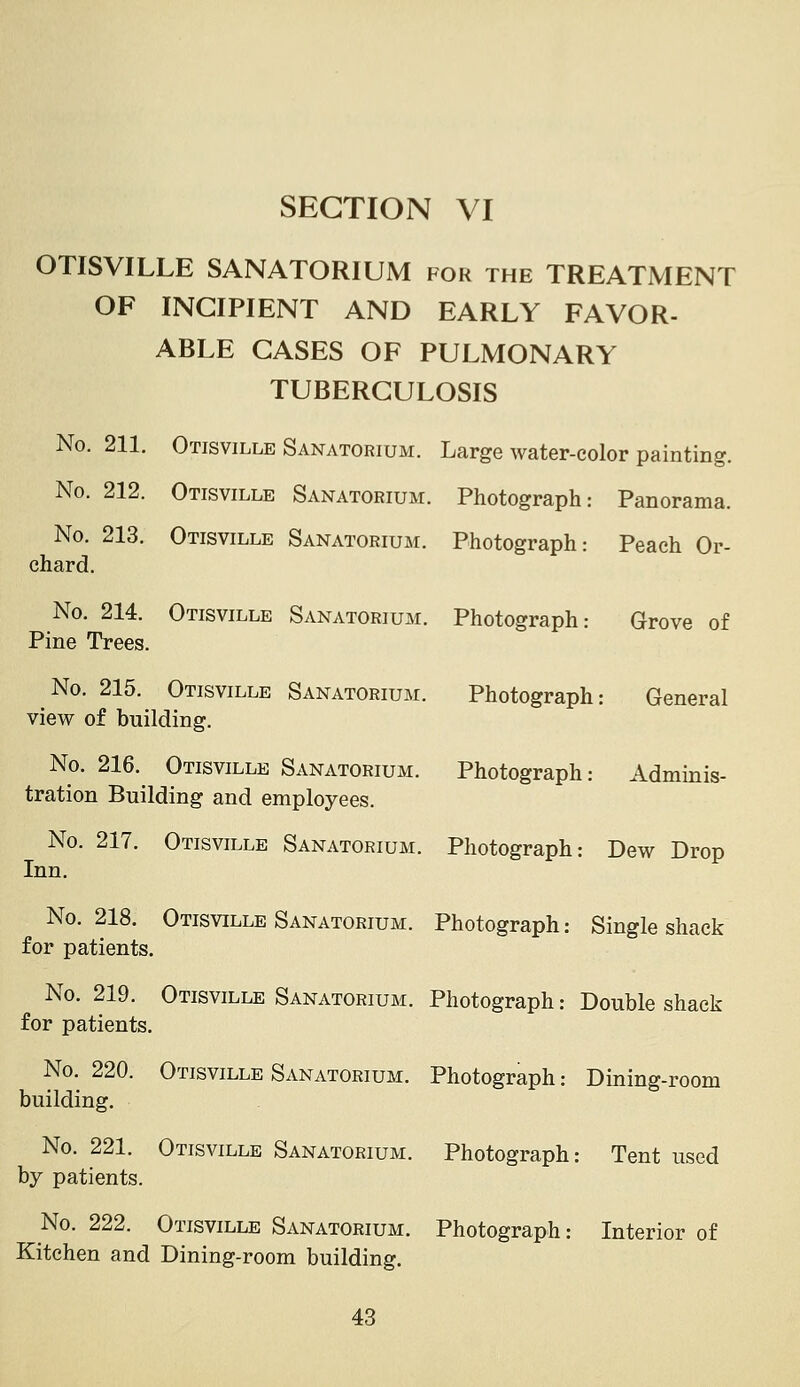 SECTION VI
OTISVILLE SANATORIUM FOR THE TREATMENT
OF INCIPIENT AND EARLY FAVOR-
ABLE CASES OF PULMONARY
TUBERCULOSIS
No. 211. OTISVILLE SANATORIUM. Large water-color painting.
No. 212. OTISVILLE SANATORIUM. Photograph: Panorama.
No. 213. OTISVILLE SANATORIUM. Photograph: Peach Or-
chard.
No. 214. OTISVILLE SANATORIUM. Photograph: Grove of
Pine Trees.
No. 215. OTISVILLE SANATORIUM. Photograph: General
view of building.
No. 216. OTISVILLE SANATORIUM. Photograph: Adminis-
tration Building and employees.
No. 217. OTISVILLE SANATORIUM. Photograph: Dew Drop
Inn.
No. 218. OTISVILLE SANATORIUM. Photograph: Single shack
for patients.
No. 219. OTISVILLE SANATORIUM. Photograph: Double shack
for patients.
No. 220. OTISVILLE SANATORIUM. Photograph: Dining-room
building.
No. 221. OTISVILLE SANATORIUM. Photograph: Tent used
by patients.
No. 222. OTISVILLE SANATORIUM. Photograph: Interior of
Kitchen and Dining-room building.
43